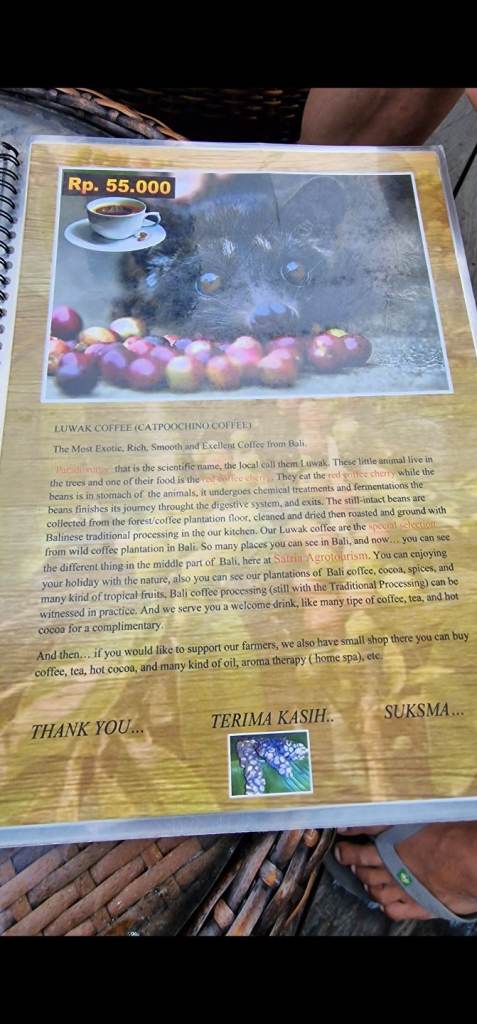 Rp. 55.000
LUWAK COFFEE (CATPOOCHINO COFFEE)
The Most Exotic, Rich, Smooth and Exellent Coffee from Bali.
that is the scientific name, the local call them Luwak. These little animal live in
the trees and one of their food is the red coffee cherry. They eat the red coffee cherry while the
beans is in stomach of the animals, it undergoes chemical treatments and fermentations the
beans finishes its journey throught the digestive system, and exits. The still-intact beans are
collected from the forest/coffee plantation floor, cleaned and dried then roasted and ground with
Balinese traditional processing in our kitchen. Our Luwak coffee are the special selection
from wild coffee plantation in Bali. So many places you can see in Bali, and now… you can see
the different thing in the middle part of Bali, here at Satria Agrotourism. You can enjoying
your holiday with the nature, also you can see our plantations of Bali coffee, cocoa, spices, and
many kind of tropical fruits, Bali coffee processing (still with the Traditional Processing) can be
witnessed in practice. And we serve you a welcome drink, like many tipe of coffee, tea, and hot
cocoa for a complimentary.
And then… if you would like to support our farmers, we also have small shop there you can buy
coffee, tea, hot cocoa, and many kind of oil, aroma therapy ( home spa), etc.
THANK YOU... TERIMA KASIH.. SUKSMA...